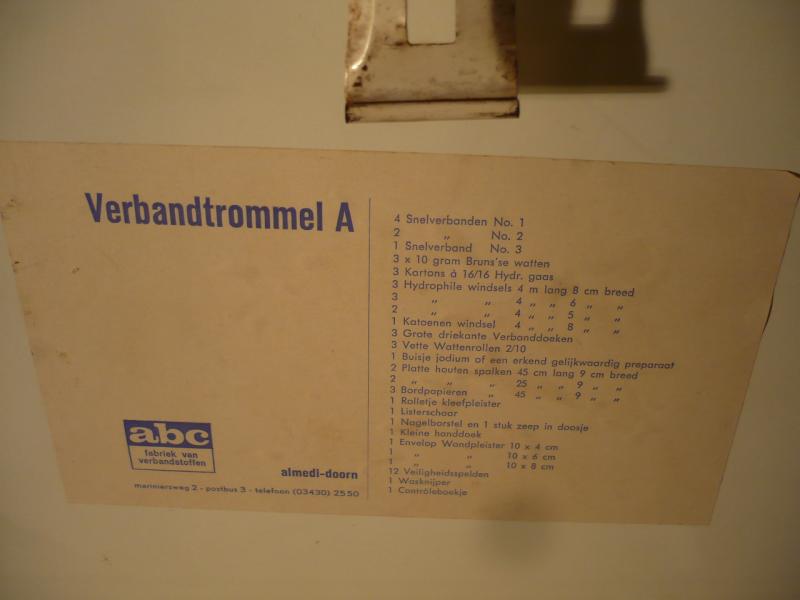 Verbandtrommel A
abc
fabriek van
verbandstoffen
almedi-doorn
mariniersweg 2 - postbus 3 - telefoon (03430) 2550
4 Snelverbanden No. 1
2 „ No. 2
1 Snelverband No. 3
3 x 10 gram Bruns'se watten
3 Kartons à 16/16 Hydr. gaas
3 Hydrophile windsels 4 m lang 8 cm breed
3 „ „ 4 „ „ 6 „ „
2 „ „ 4 „ „ 5 „ „
1 Katoenen windsel 4 „ „ 8 „ „
3 Grote driekante Verbanddoeken
3 Vette Wattenrollen 2/10
1 Buisje jodium of een erkend gelijkwaardig preparaat
2 Platte houten spalken 45 cm lang 9 cm breed
2 „ „ „ 25 „ „ 9 „ „
3 Bordpapieren „ 45 „ „ 9 „ „
1 Rolletje kleefpleister
1 Listerschaar
1 Nagelborstel en 1 stuk zeep in doosje
1 Kleine handdoek
1 Envelop Wondpleister 10 x 4 cm
1 „ „ 10 x 6 cm
1 „ „ 10 x 8 cm
12 Veiligheidsspelden
1 Wasknijper
1 Contrôleboekje